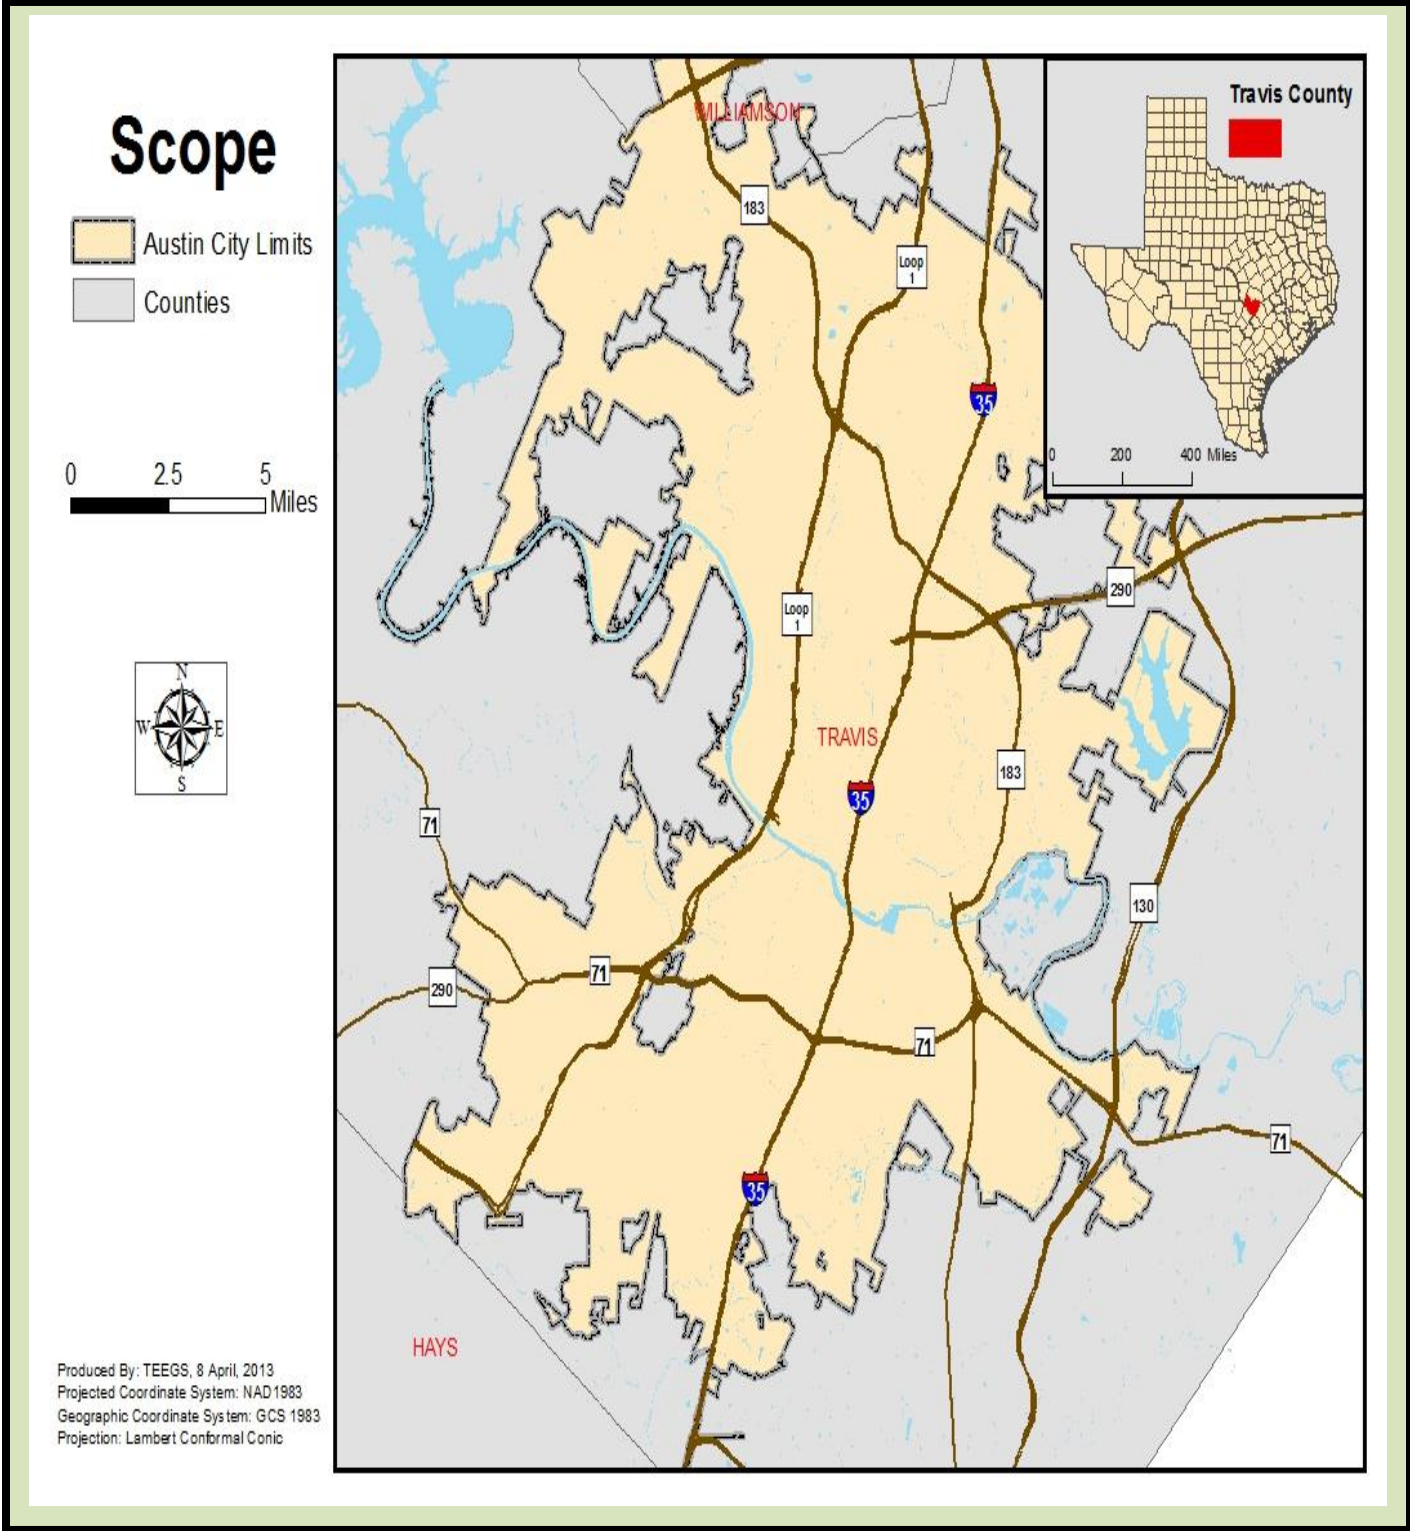 Scope
Austin City Limits
Counties
0 2.5 5
Miles
N
W E
S
Produced By: TEEGS, 8 April, 2013
Projected Coordinate System: NAD1983
Geographic Coordinate System: GCS 1983
Projection: Lambert Conformal Conic
WILLIAMSON
183
Loop
1
35
290
Loop
1
TRAVIS
183
35
71
130
71
290
71
71
35
HAYS
Travis County
0 200 400 Miles